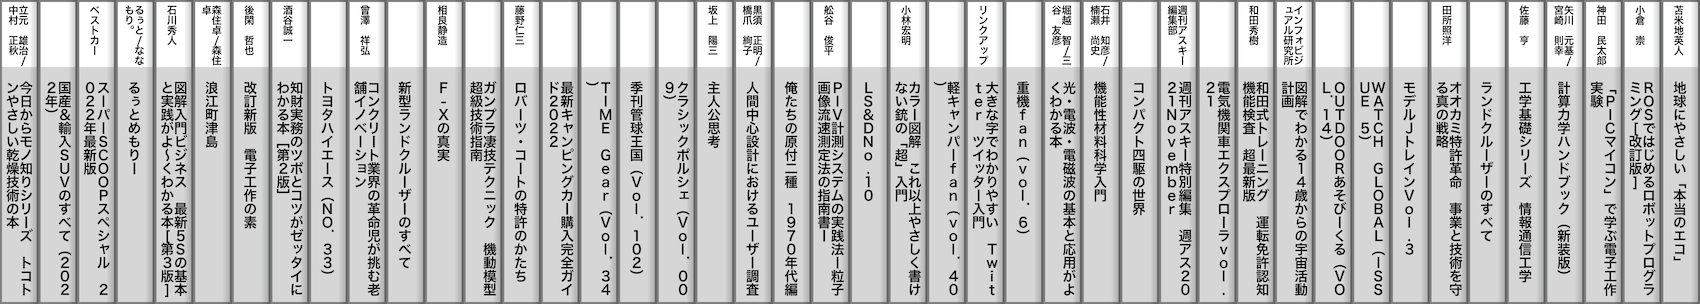 苫米地英人
地球にやさしい「本当のエコ」
小倉 崇
ROSではじめるロボットプログラ
ミング[改訂版]
神田 民太郎
「PICマイコン」で学ぶ電子工作
実験
矢川 元基/
宮崎 則幸
計算力学ハンドブック(新装版)
佐藤 亨
工学基礎シリーズ 情報通信工学
ランドクルーザーのすべて
田所照洋
オオカミ特許革命 事業と技術を守
る真の戦略
モデルJトレインVol.3
WATCH GLOBAL(ISS
UE 5)
OUTDOORあそびーくる(VO
L.14)
インフォビジ
ュアル研究所
図解でわかる14歳からの宇宙活動
計画
和田秀樹
和田式トレーニング 運転免許認知
機能検査 超最新版
電気機関車エクスプローラvol.
21
週刊アスキー
編集部
週刊アスキー特別編集 週アス20
21November
コンパクト四駆の世界
石井 知彦/
楠瀬 尚史
機能性材料科学入門
堀越 智/三
谷 友彦
光・電波・電磁波の基本と応用がよ
くわかる本
重機fan(vol.6)
リンクアップ
大きな字でわかりやすい Twit
ter ツイッター入門
軽キャンパーfan(vol.40
)
小林宏明
カラー図解 これ以上やさしく書け
ない銃の「超」入門
LS&DNo.10
舩谷 俊平
PIV計測システムの実践法ー粒子
画像流速測定法の指南書ー
俺たちの原付二種 1970年代編
黒須 正明/
橋爪 絢子
人間中心設計におけるユーザー調査
坂上 陽三
主人公思考
クラシックポルシェ(Vol.00
9)
季刊管球王国(Vol.102)
TIME Gear(Vol.34
)
最新キャンピングカー購入完全ガイ
ド2022
藤野仁三
ロバーツ・コートの特許のかたち
ガンプラ凄技テクニック 機動模型
超級技術指南
相良静造
F-Xの真実
新型ランドクルーザーのすべて
曾澤 祥弘
コンクリート業界の革命児が挑む老
舗イノベーション
トヨタハイエース(NO.33)
酒谷誠一
知財実務のツボとコツがゼッタイに
わかる本[第2版]
後閑 哲也
改訂新版 電子工作の素
森住卓/森住
卓
浪江町津島
石川秀人
図解入門ビジネス 最新5Sの基本
と実践がよ~くわかる本[第3版]
るぅと/なな
もり。
るぅとめもりー
ベストカー
スーパーSCOOPスペシャル 2
022年最新版
国産&輸入SUVのすべて(202
2年)
立元 雄治/
中村 正秋
今日からモノ知りシリーズ トコト
ンやさしい乾燥技術の本